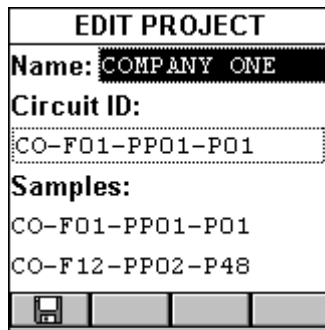 EDIT PROJECT
Name: COMPANY ONE
Circuit ID:
CO-F01-PP01-P01
Samples:
CO-F01-PP01-P01
CO-F12-PP02-P48